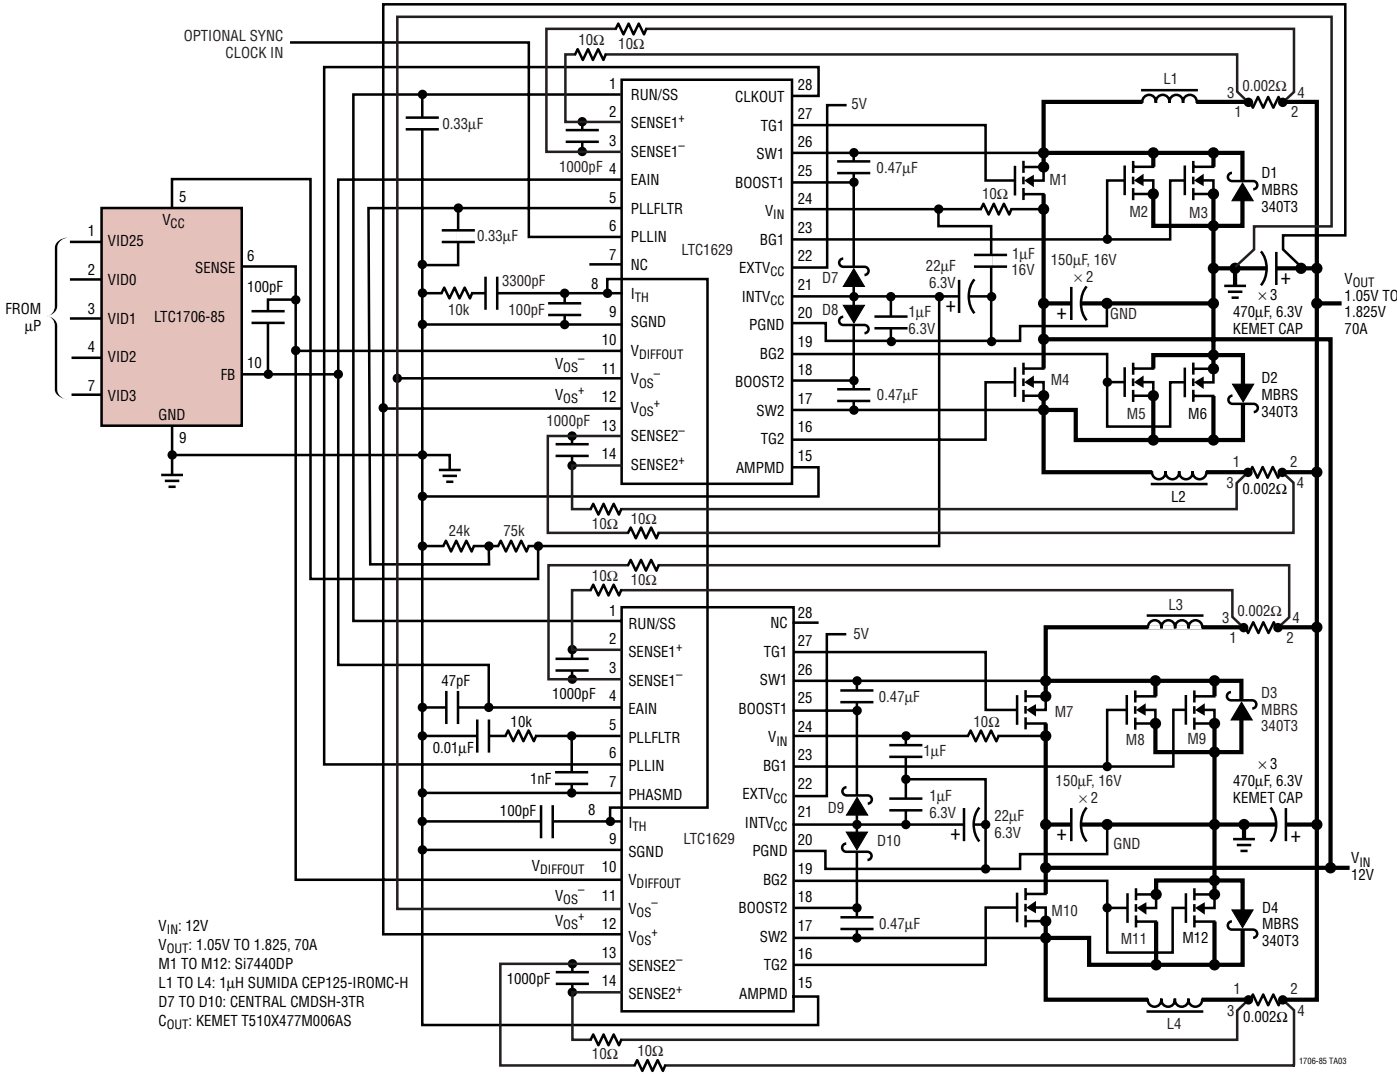 OPTIONAL SYNC
CLOCK IN
10Ω
10Ω
1
RUN/SS
0.33µF
2
SENSE1+
3
SENSE1−
1000pF
4
EAIN
5
PLLFLTR
0.33µF
6
PLLIN
7
NC
LTC1629
3300pF
8
ITH
10k
100pF
9
SGND
10
VDIFFOUT
VOS−
11
VOS−
VOS+
12
VOS+
1000pF
13
SENSE2−
14
SENSE2+
28
CLKOUT
27
TG1
5V
26
SW1
25
BOOST1
0.47µF
24
VIN
10Ω
23
BG1
22
EXTVCC
21
INTVCC
20
PGND
19
BG2
18
BOOST2
0.47µF
17
SW2
16
TG2
15
AMPMD
D7
D8
1µF
6.3V
22µF
6.3V
1µF
16V
150µF, 16V
× 2
GND
M1
M2
M3
M4
M5
M6
L1
0.002Ω
3
4
1
2
D1
MBRS
340T3
× 3
470µF, 6.3V
KEMET CAP
VOUT
1.05V TO
1.825V
70A
D2
MBRS
340T3
L2
0.002Ω
1
2
3
4
10Ω
10Ω
24k
75k
FROM
µP
1
VID25
2
VID0
3
VID1
4
VID2
7
VID3
5
VCC
6
SENSE
100pF
LTC1706-85
10
FB
GND
9
10Ω
10Ω
1
RUN/SS
2
SENSE1+
3
SENSE1−
1000pF
47pF
4
EAIN
10k
0.01µF
5
PLLFLTR
6
PLLIN
1nF
7
PHASMD
100pF
8
ITH
LTC1629
9
SGND
VDIFFOUT
10
VDIFFOUT
VOS−
11
VOS−
VOS+
12
VOS+
13
SENSE2−
1000pF
14
SENSE2+
28
NC
27
TG1
5V
26
SW1
25
BOOST1
0.47µF
24
VIN
10Ω
1µF
23
BG1
22
EXTVCC
21
INTVCC
20
PGND
19
BG2
18
BOOST2
0.47µF
17
SW2
16
TG2
15
AMPMD
D9
D10
1µF
6.3V
22µF
6.3V
150µF, 16V
× 2
GND
M7
M8
M9
M10
M11
M12
L3
0.002Ω
3
4
1
2
D3
MBRS
340T3
× 3
470µF, 6.3V
KEMET CAP
VIN
12V
D4
MBRS
340T3
L4
0.002Ω
1
2
3
4
10Ω
10Ω
VIN: 12V
VOUT: 1.05V TO 1.825, 70A
M1 TO M12: Si7440DP
L1 TO L4: 1µH SUMIDA CEP125-IROMC-H
D7 TO D10: CENTRAL CMDSH-3TR
COUT: KEMET T510X477M006AS
1706-85 TA03